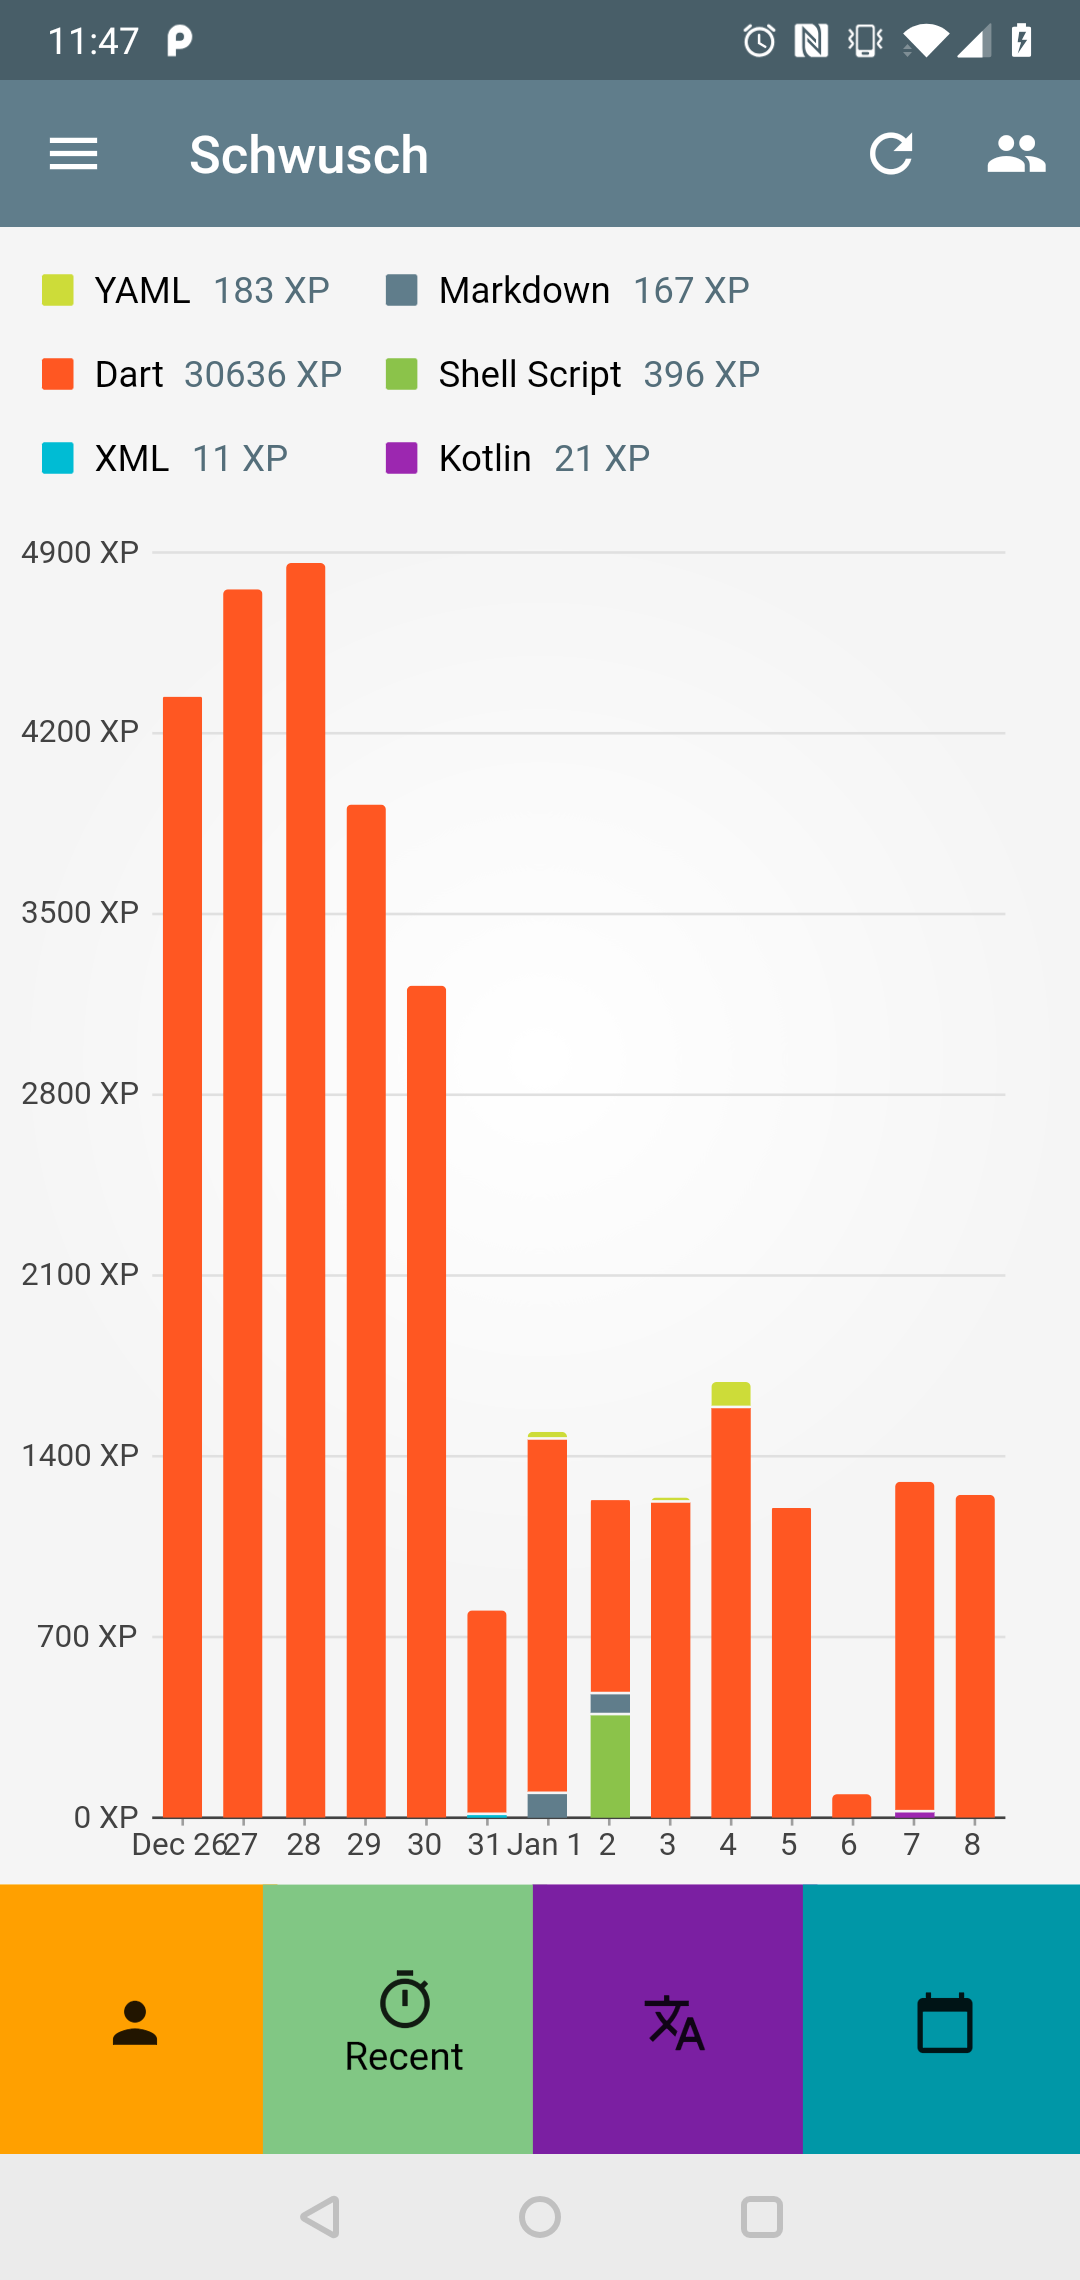 11:47
Schwusch
YAML 183 XP Markdown 167 XP
Dart 30636 XP Shell Script 396 XP
XML 11 XP Kotlin 21 XP
4900 XP
4200 XP
3500 XP
2800 XP
2100 XP
1400 XP
700 XP
0 XP
Dec 26 27 28 29 30 31 Jan 1 2 3 4 5 6 7 8
Recent